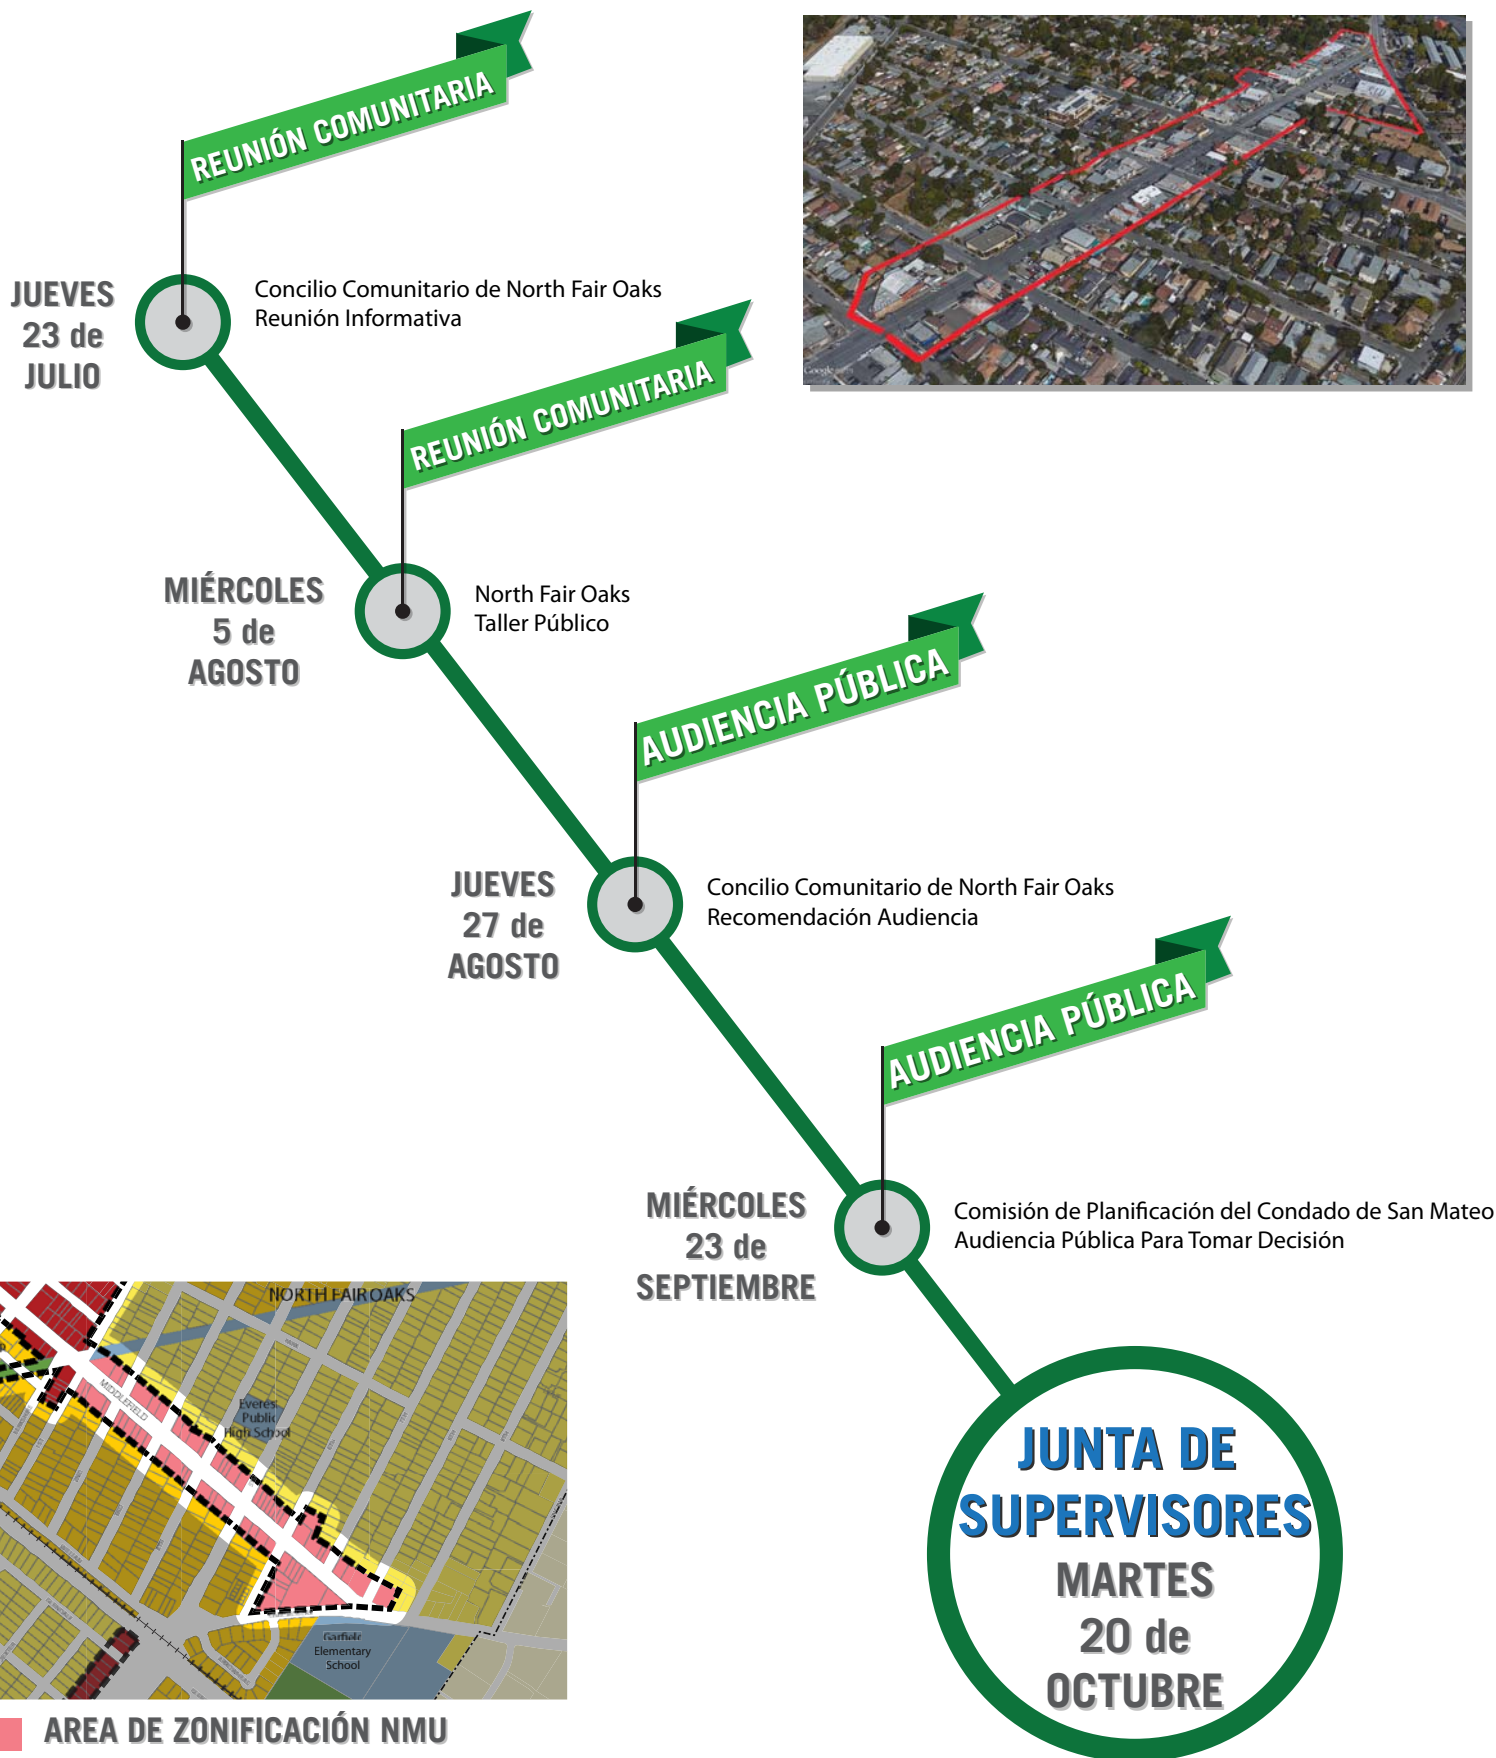 REUNIÓN COMUNITARIA
JUEVES
23 de
JULIO
Concilio Comunitario de North Fair Oaks
Reunión Informativa
REUNIÓN COMUNITARIA
MIÉRCOLES
5 de
AGOSTO
North Fair Oaks
Taller Público
AUDIENCIA PÚBLICA
JUEVES
27 de
AGOSTO
Concilio Comunitario de North Fair Oaks
Recomendación Audiencia
AUDIENCIA PÚBLICA
MIÉRCOLES
23 de
SEPTIEMBRE
Comisión de Planificación del Condado de San Mateo
Audiencia Pública Para Tomar Decisión
JUNTA DE
SUPERVISORES
MARTES
20 de
OCTUBRE
NORTH FAIR OAKS
MIDDLEFIELD
Everest
Public
High School
Garfield
Elementary
School
AREA DE ZONIFICACIÓN NMU